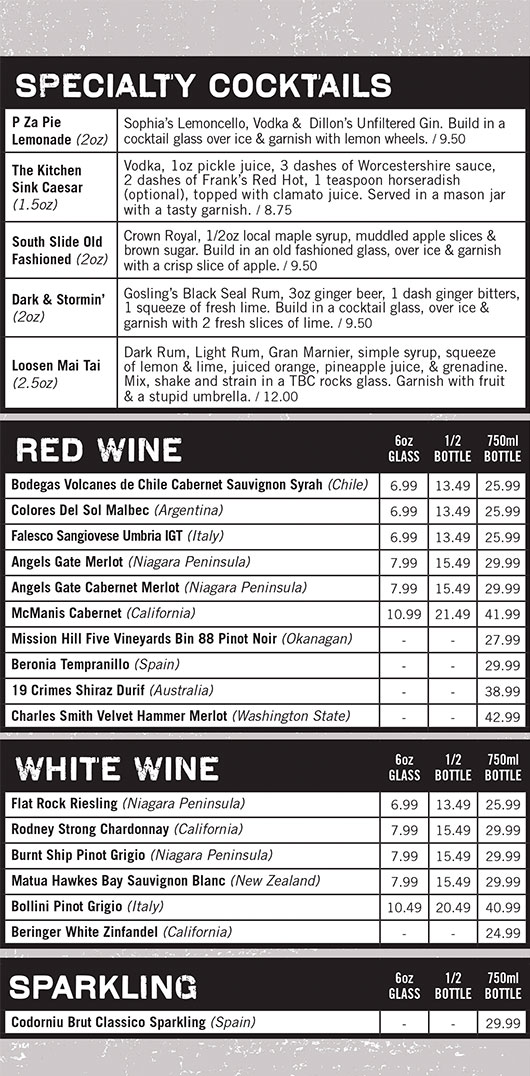 SPECIALTY COCKTAILS
P Za Pie
Lemonade (2oz)
Sophia's Lemoncello, Vodka & Dillon's Unfiltered Gin. Build in a
cocktail glass over ice & garnish with lemon wheels. / 9.50
The Kitchen
Sink Caesar
(1.5oz)
Vodka, 1oz pickle juice, 3 dashes of Worcestershire sauce,
2 dashes of Frank's Red Hot, 1 teaspoon horseradish
(optional), topped with clamato juice. Served in a mason jar
with a tasty garnish. / 8.75
South Slide Old
Fashioned (2oz)
Crown Royal, 1/2oz local maple syrup, muddled apple slices &
brown sugar. Build in an old fashioned glass, over ice & garnish
with a crisp slice of apple. / 9.50
Dark & Stormin'
(2oz)
Gosling's Black Seal Rum, 3oz ginger beer, 1 dash ginger bitters,
1 squeeze of fresh lime. Build in a cocktail glass, over ice &
garnish with 2 fresh slices of lime. / 9.50
Loosen Mai Tai
(2.5oz)
Dark Rum, Light Rum, Gran Marnier, simple syrup, squeeze
of lemon & lime, juiced orange, pineapple juice, & grenadine.
Mix, shake and strain in a TBC rocks glass. Garnish with fruit
& a stupid umbrella. / 12.00
RED WINE 6oz GLASS 1/2 BOTTLE 750ml BOTTLE
Bodegas Volcanes de Chile Cabernet Sauvignon Syrah (Chile) 6.99 13.49 25.99
Colores Del Sol Malbec (Argentina) 6.99 13.49 25.99
Falesco Sangiovese Umbria IGT (Italy) 6.99 13.49 25.99
Angels Gate Merlot (Niagara Peninsula) 7.99 15.49 29.99
Angels Gate Cabernet Merlot (Niagara Peninsula) 7.99 15.49 29.99
McManis Cabernet (California) 10.99 21.49 41.99
Mission Hill Five Vineyards Bin 88 Pinot Noir (Okanagan) - - 27.99
Beronia Tempranillo (Spain) - - 29.99
19 Crimes Shiraz Durif (Australia) - - 38.99
Charles Smith Velvet Hammer Merlot (Washington State) - - 42.99
WHITE WINE 6oz GLASS 1/2 BOTTLE 750ml BOTTLE
Flat Rock Riesling (Niagara Peninsula) 6.99 13.49 25.99
Rodney Strong Chardonnay (California) 7.99 15.49 29.99
Burnt Ship Pinot Grigio (Niagara Peninsula) 7.99 15.49 29.99
Matua Hawkes Bay Sauvignon Blanc (New Zealand) 7.99 15.49 29.99
Bollini Pinot Grigio (Italy) 10.49 20.49 40.99
Beringer White Zinfandel (California) - - 24.99
SPARKLING 6oz GLASS 1/2 BOTTLE 750ml BOTTLE
Codorniu Brut Classico Sparkling (Spain) - - 29.99